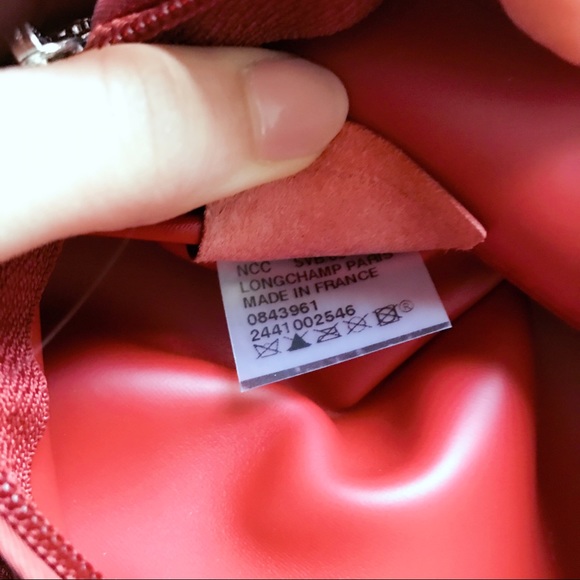 NCC
LONGCHAMP PARIS
MADE IN FRANCE
0843961
2441002546